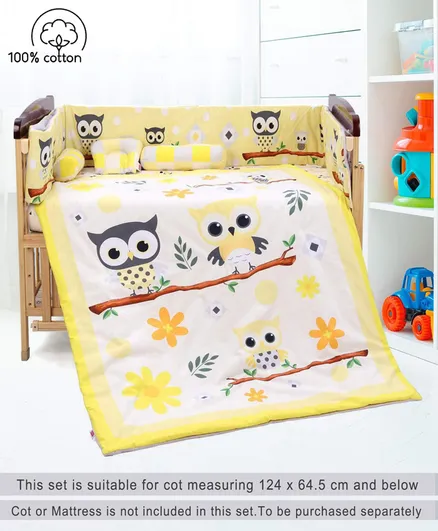 100% cotton
This set is suitable for cot measuring 124 x 64.5 cm and below
Cot or Mattress is not included in this set.To be purchased separately